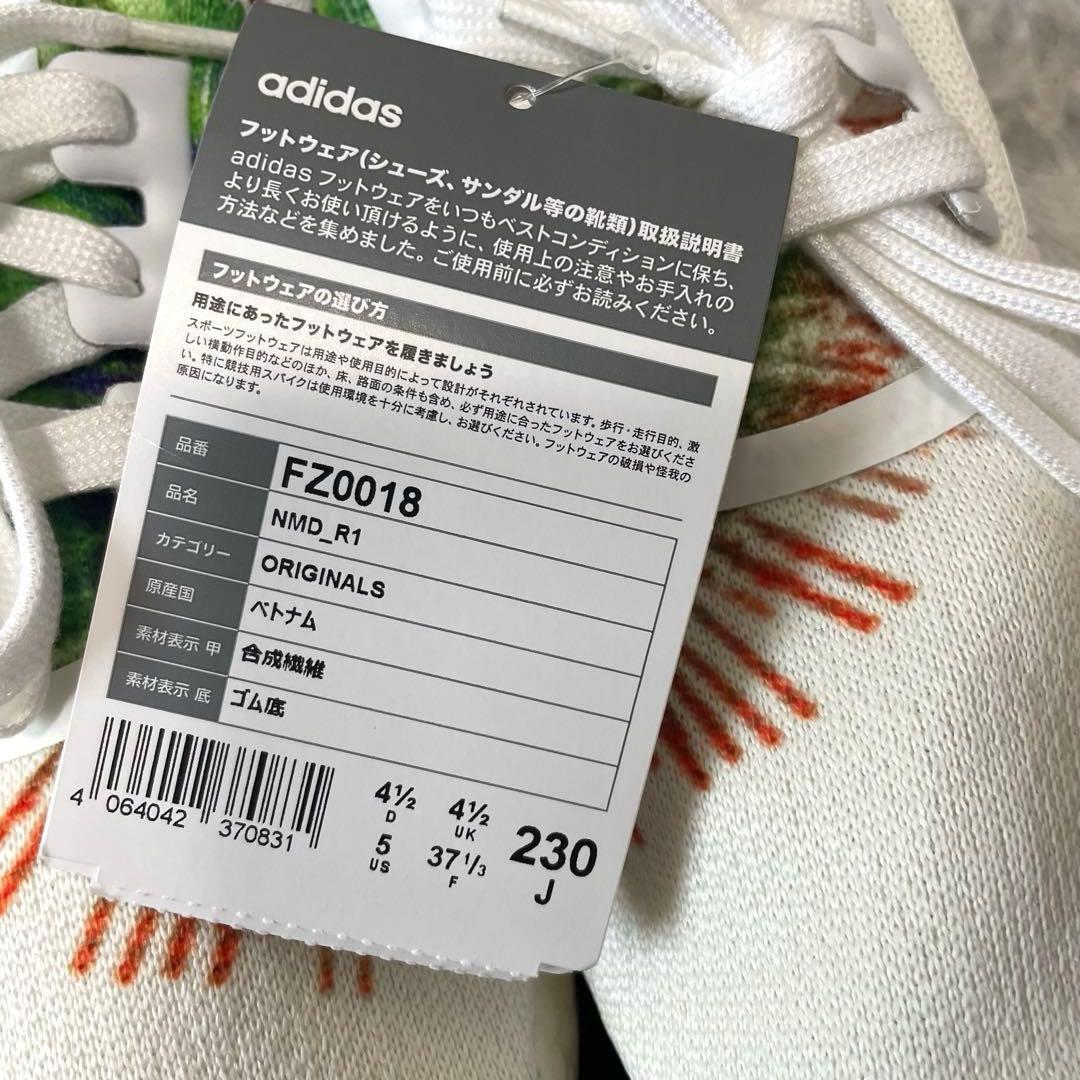 adidas
フットウェア(シューズ、サンダル等の靴類)取扱説明書
adidas フットウェアをいつもベストコンディションに保ち、
より長くお使い頂けるように、使用上の注意やお手入れの
方法などを集めました。ご使用前に必ずお読みください。
フットウェアの選び方
用途にあったフットウェアを履きましょう
スポーツフットウェアは用途や使用目的によって設計がそれぞれされています。歩行・走行目的、激
しい横動作目的などのほか、床、路面の条件も含め、必ず用途に合ったフットウェアをお選びくださ
い。特に競技用スパイクは使用環境を十分に考慮し、お選びください。フットウェアの破損や怪我の
原因になります。
品番 FZ0018
品名 NMD_R1
カテゴリー ORIGINALS
原産国 ベトナム
素材表示 甲 合成繊維
素材表示 底 ゴム底
4 064042 370831
4½ D 4½ UK
5 US 37 1/3 F
230 J